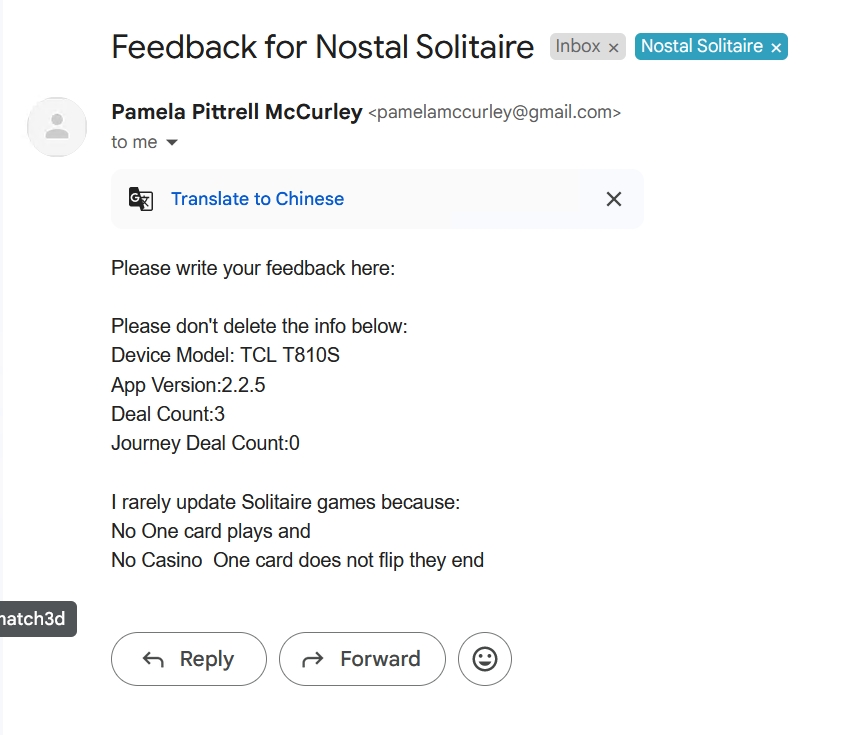 Feedback for Nostal Solitaire Inbox × Nostal Solitaire ×
Pamela Pittrell McCurley <pamelamccurley@gmail.com>
to me
Translate to Chinese
Please write your feedback here:
Please don't delete the info below:
Device Model: TCL T810S
App Version:2.2.5
Deal Count:3
Journey Deal Count:0
I rarely update Solitaire games because:
No One card plays and
No Casino  One card does not flip they end
Reply Forward